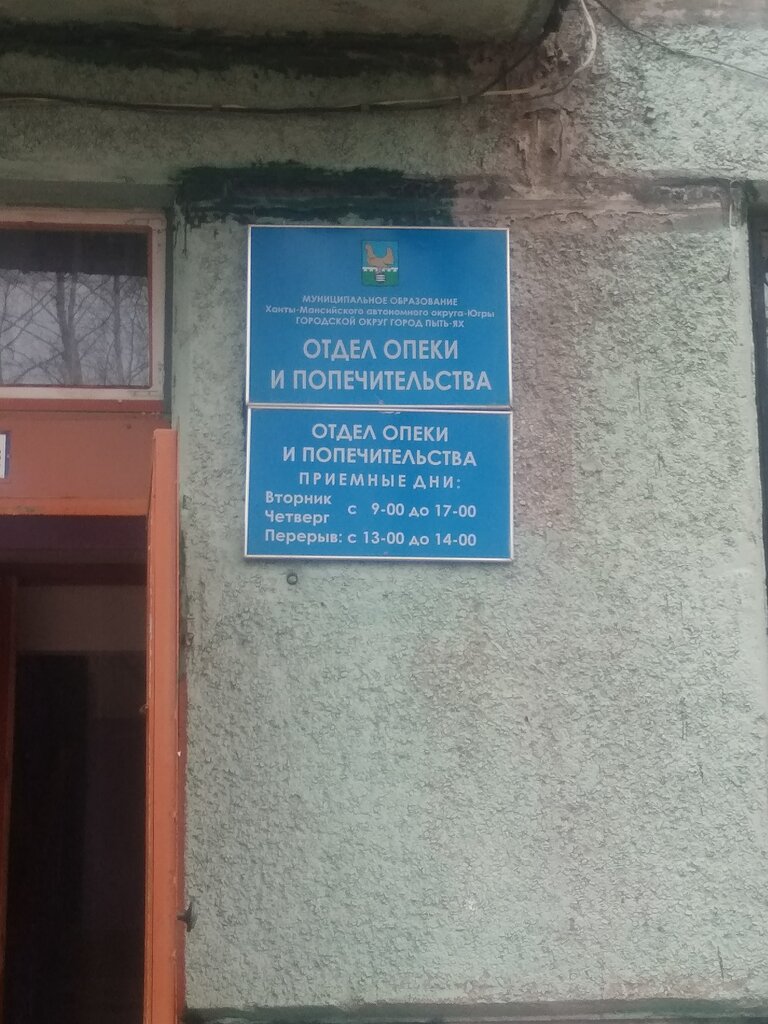 МУНИЦИПАЛЬНОЕ ОБРАЗОВАНИЕ
Ханты-Мансийского автономного округа-Югры
ГОРОДСКОЙ ОКРУГ ГОРОД ПЫТЬ-ЯХ
ОТДЕЛ ОПЕКИ
И ПОПЕЧИТЕЛЬСТВА
ОТДЕЛ ОПЕКИ
И ПОПЕЧИТЕЛЬСТВА
ПРИЕМНЫЕ ДНИ:
Вторник
Четверг
с 9-00 до 17-00
Перерыв: с 13-00 до 14-00